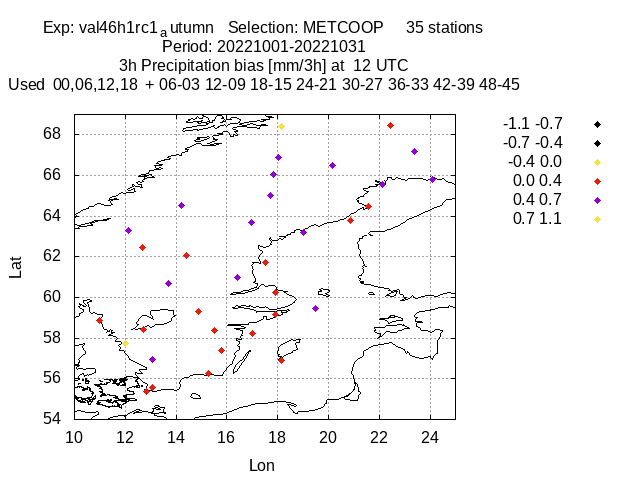 Exp: val46h1rc1ₐutumn Selection: METCOOP 35 stations
Period: 20221001-20221031
3h Precipitation bias [mm/3h] at 12 UTC
Used 00,06,12,18 + 06-03 12-09 18-15 24-21 30-27 36-33 42-39 48-45
-1.1 -0.7
-0.7 -0.4
-0.4 0.0
0.0 0.4
0.4 0.7
0.7 1.1
68
66
64
62
60
58
56
54
Lat
10 12 14 16 18 20 22 24
Lon